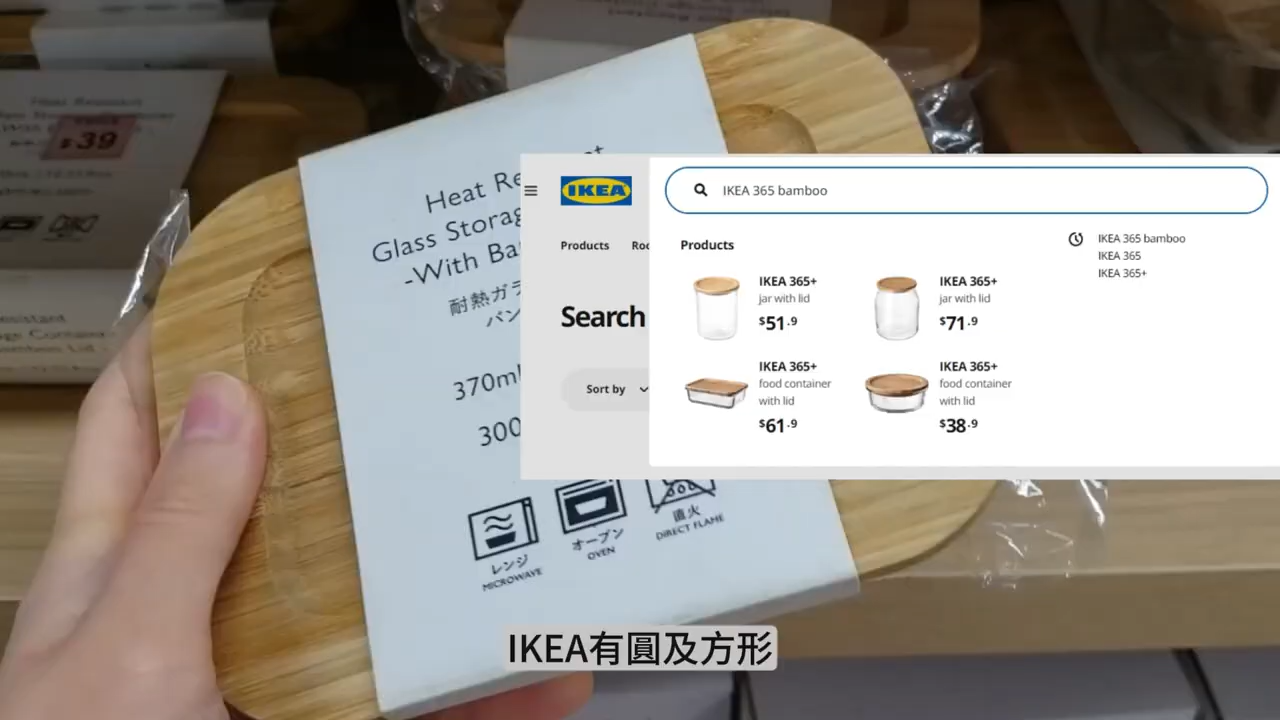 $39
Heat Re
Glass Storag
-With Ba
耐熱ガラ
パン
370ml
300
レンジ
MICROWAVE
オーブン
OVEN
直火
DIRECT FLAME
IKEA
IKEA 365 bamboo
Products
Roo
Search
Sort by
Products
IKEA 365+
jar with lid
$51.9
IKEA 365+
jar with lid
$71.9
IKEA 365+
food container
with lid
$61.9
IKEA 365+
food container
with lid
$38.9
IKEA 365 bamboo
IKEA 365
IKEA 365+
IKEA有圓及方形